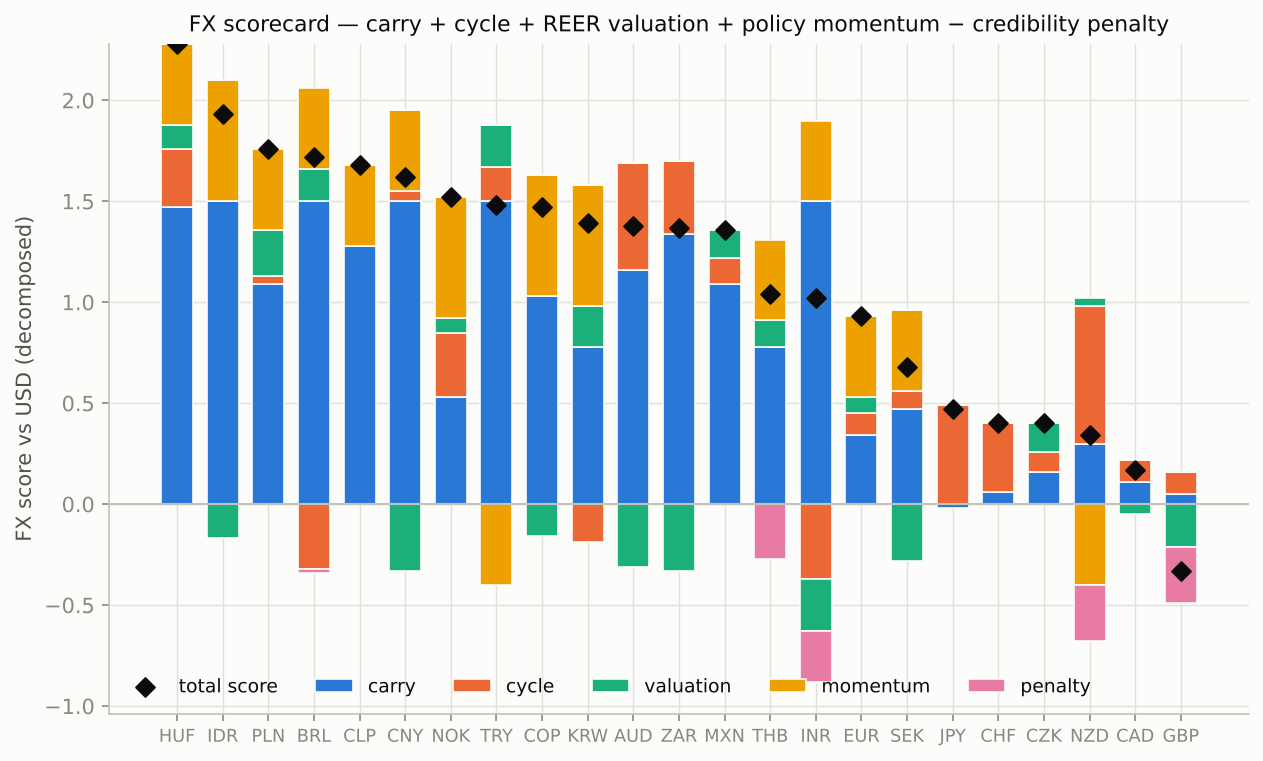 FX scorecard — carry + cycle + REER valuation + policy momentum − credibility penalty
FX score vs USD (decomposed)
2.0
1.5
1.0
0.5
0.0
−0.5
−1.0
total score carry cycle valuation momentum penalty
HUF IDR PLN BRL CLP CNY NOK TRY COP KRW AUD ZAR MXN THB INR EUR SEK JPY CHF CZK NZD CAD GBP